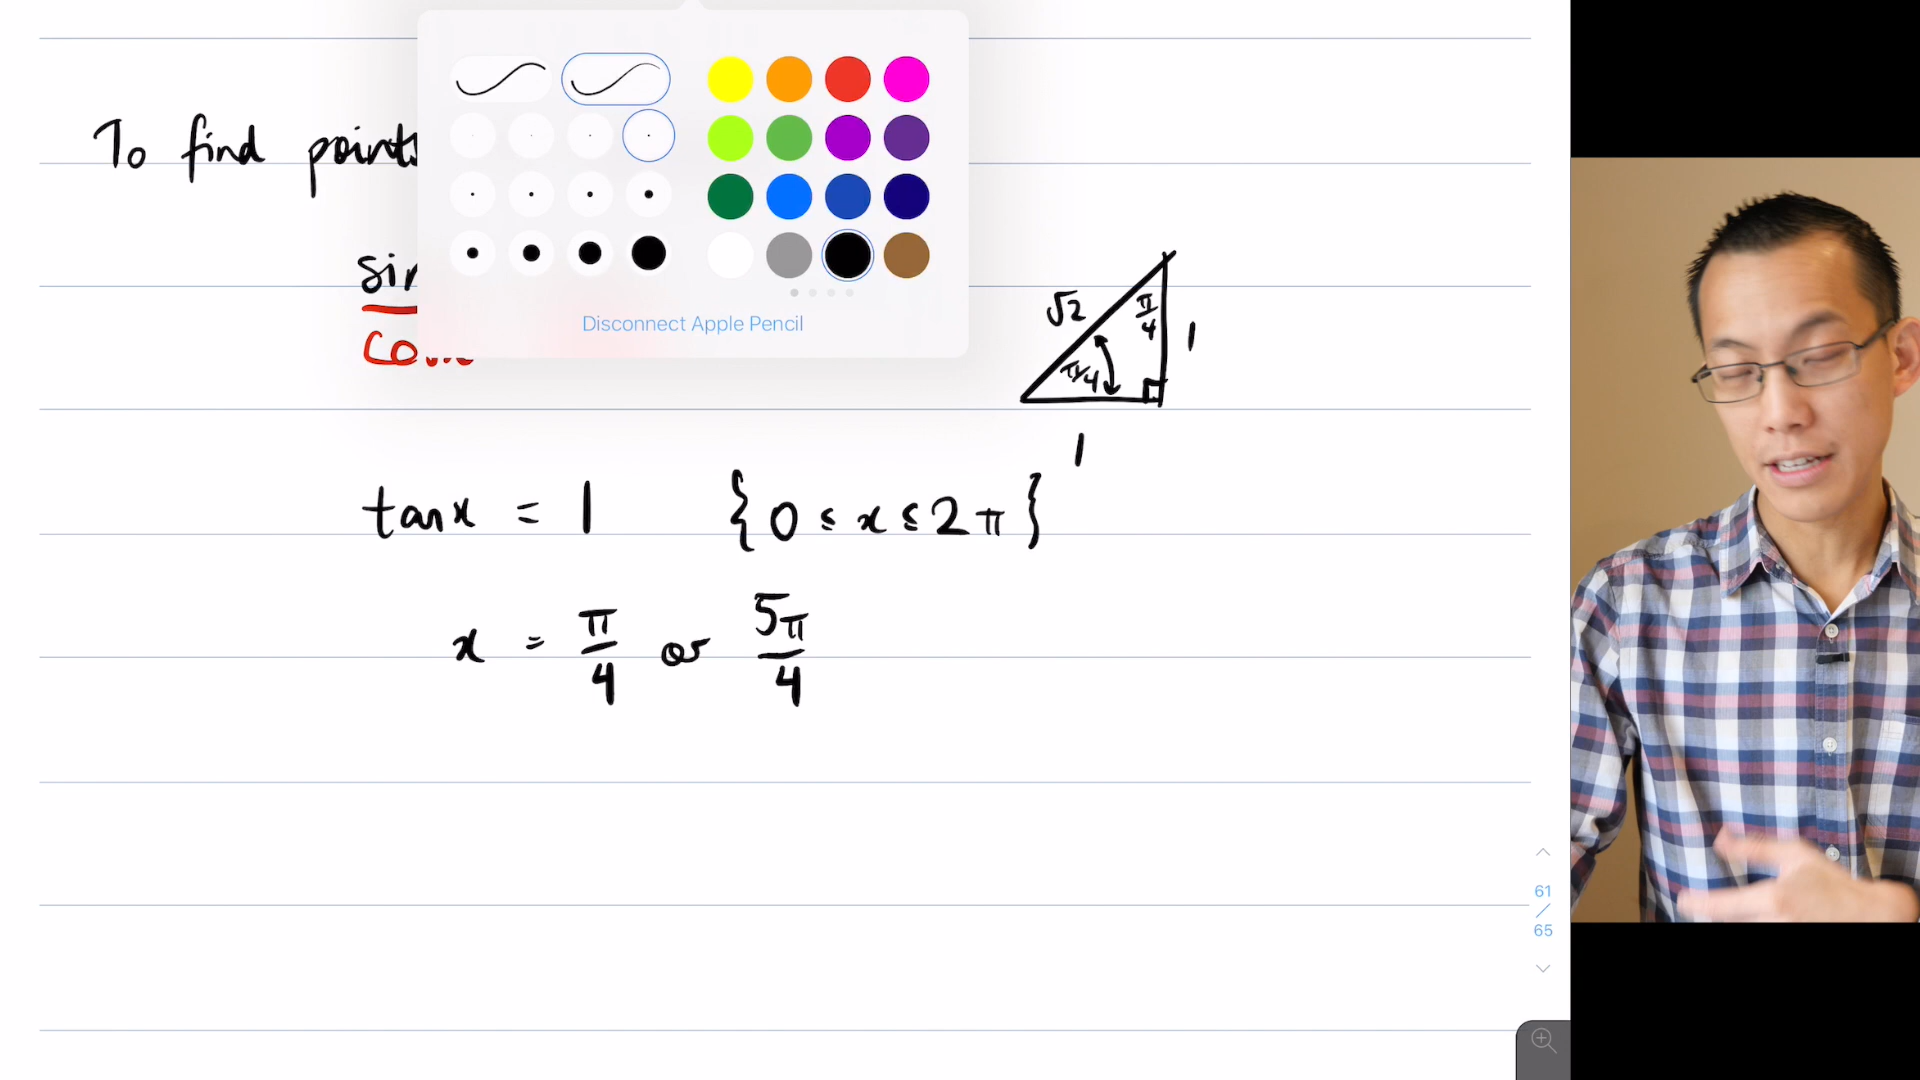 To find points
Disconnect Apple Pencil
√2
π/4
1
π/4
1
tan x = 1 {0 ≤ x ≤ 2π}
x = π/4 or 5π/4
61
/
65